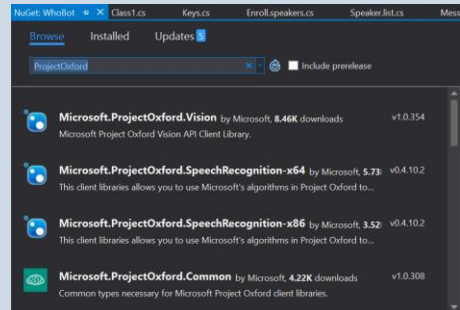 NuGet: WhoBot Class1.cs Keys.cs Enroll.speakers.cs Speaker.list.cs Mess
Browse Installed Updates 5
ProjectOxford Include prerelease
Microsoft.ProjectOxford.Vision by Microsoft, 8.46K downloads v1.0.354
Microsoft Project Oxford Vision API Client Library.
Microsoft.ProjectOxford.SpeechRecognition-x64 by Microsoft, 5.73 v0.4.10.2
This client libraries allows you to use Microsoft's algorithms in Project Oxford to...
Microsoft.ProjectOxford.SpeechRecognition-x86 by Microsoft, 3.52 v0.4.10.2
This client libraries allows you to use Microsoft's algorithms in Project Oxford to...
Microsoft.ProjectOxford.Common by Microsoft, 4.22K downloads v1.0.308
Common types necessary for Microsoft Project Oxford client libraries.